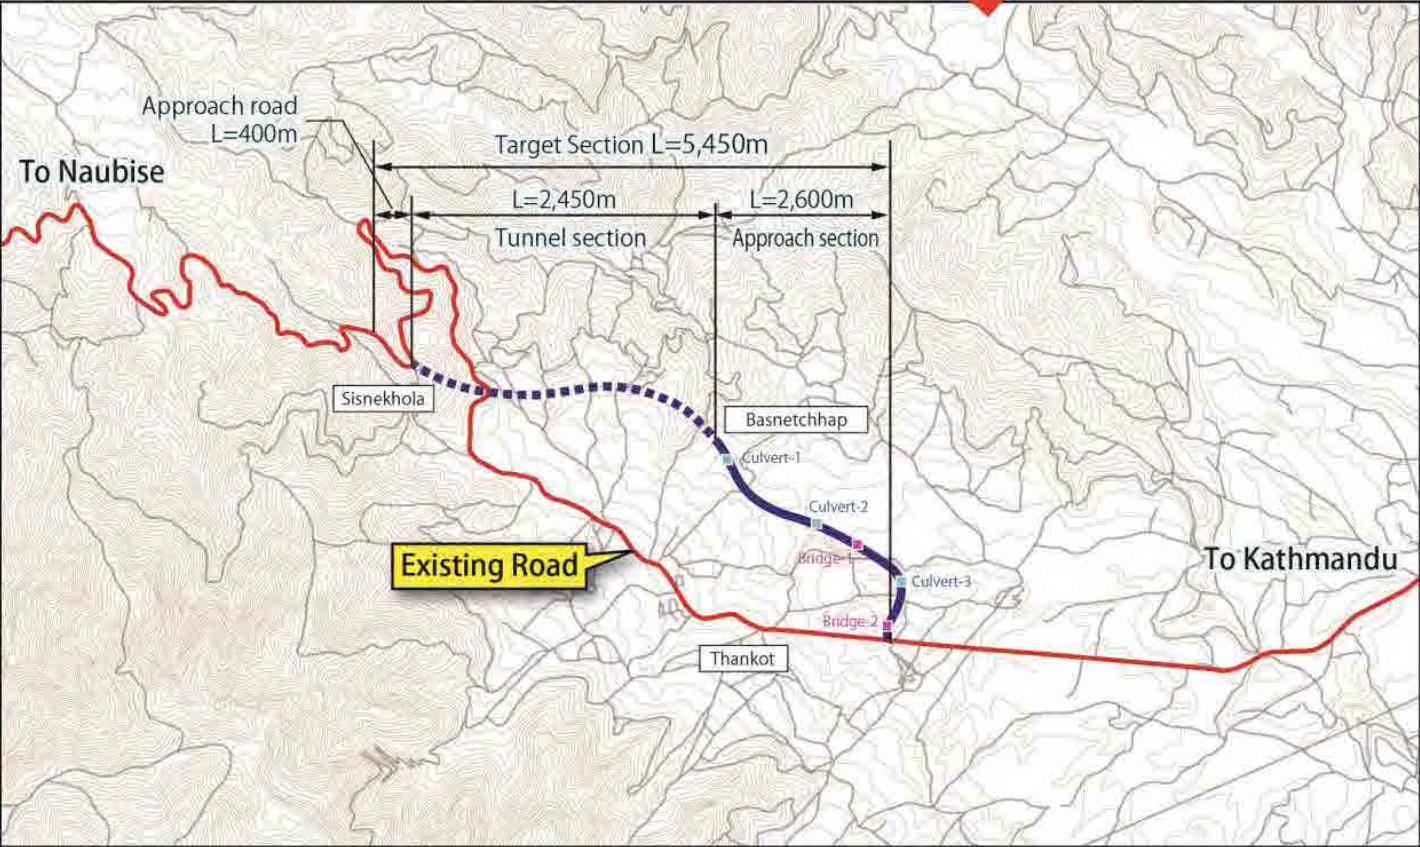 Approach road
L=400m
To Naubise
Target Section L=5,450m
L=2,450m
L=2,600m
Tunnel section
Approach section
Sisnekhola
Basnetchhap
Culvert-1
Culvert-2
Bridge-1
Existing Road
To Kathmandu
Culvert-3
Bridge-2
Thankot